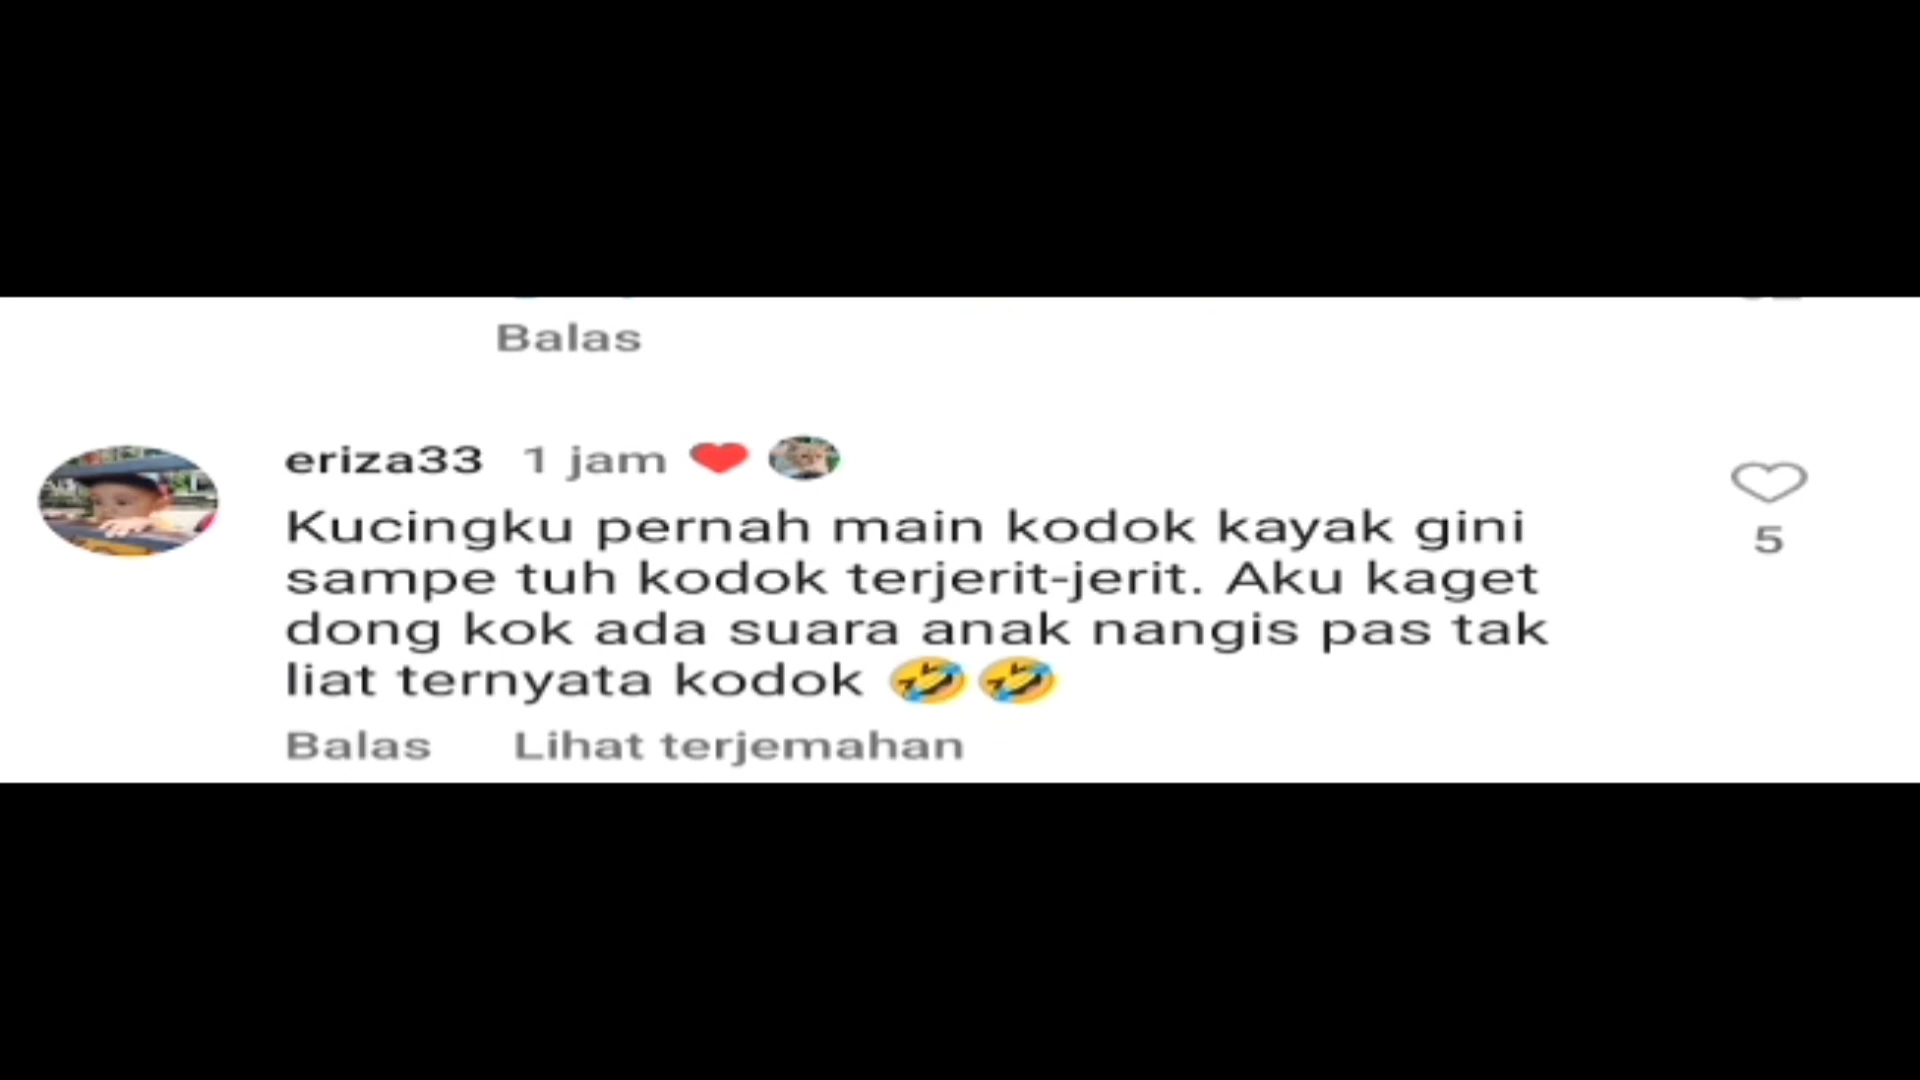 Balas
eriza33 1 jam ❤️
Kucingku pernah main kodok kayak gini
5
sampe tuh kodok terjerit-jerit. Aku kaget
dong kok ada suara anak nangis pas tak
liat ternyata kodok 🤣🤣
Balas Lihat terjemahan